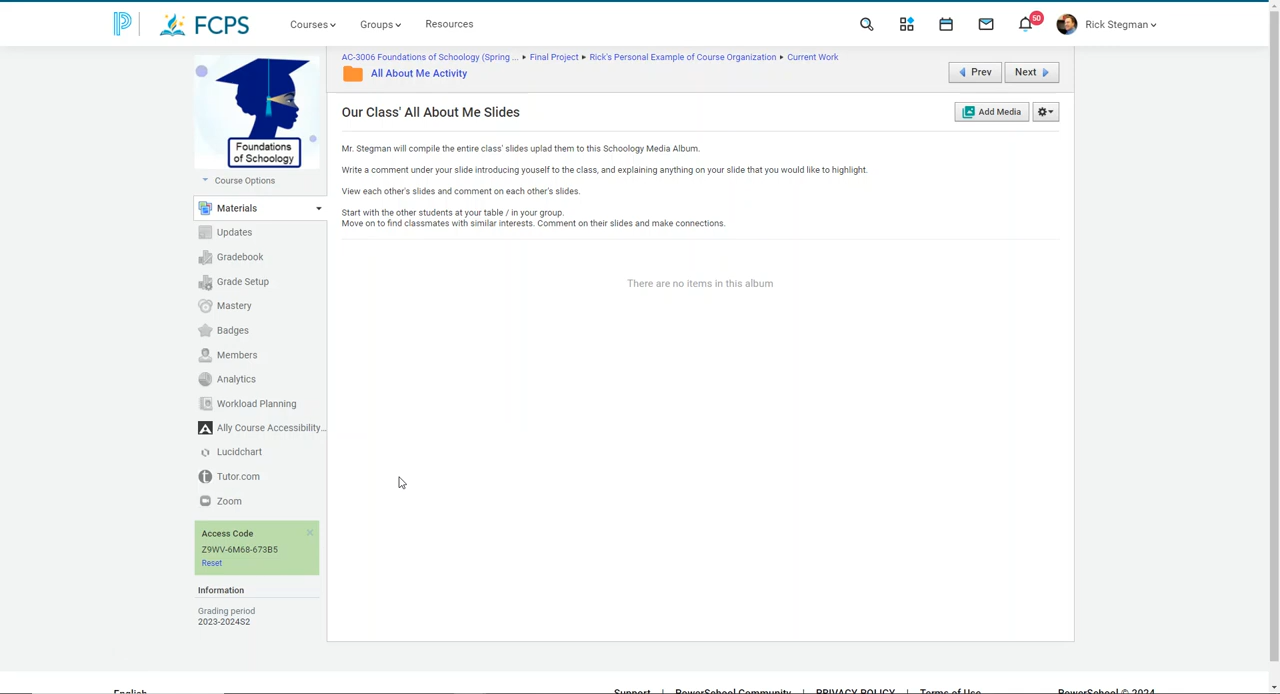 FCPS
Courses
Groups
Resources
50
Rick Stegman
AC-3006 Foundations of Schoology (Spring ... ▸ Final Project ▸ Rick's Personal Example of Course Organization ▸ Current Work
All About Me Activity
Prev
Next
Foundations
of Schoology
Our Class' All About Me Slides
Add Media
Mr. Stegman will compile the entire class' slides uplad them to this Schoology Media Album.
Write a comment under your slide introducing youself to the class, and explaining anything on your slide that you would like to highlight.
View each other's slides and comment on each other's slides.
Start with the other students at your table / in your group.
Move on to find classmates with similar interests. Comment on their slides and make connections.
There are no items in this album
Course Options
Materials
Updates
Gradebook
Grade Setup
Mastery
Badges
Members
Analytics
Workload Planning
Ally Course Accessibility...
Lucidchart
Tutor.com
Zoom
Access Code
Z9WV-6M68-673B5
Reset
Information
Grading period
2023-2024S2
English
Support | PowerSchool Community | PRIVACY POLICY | Terms of Use
PowerSchool © 2024